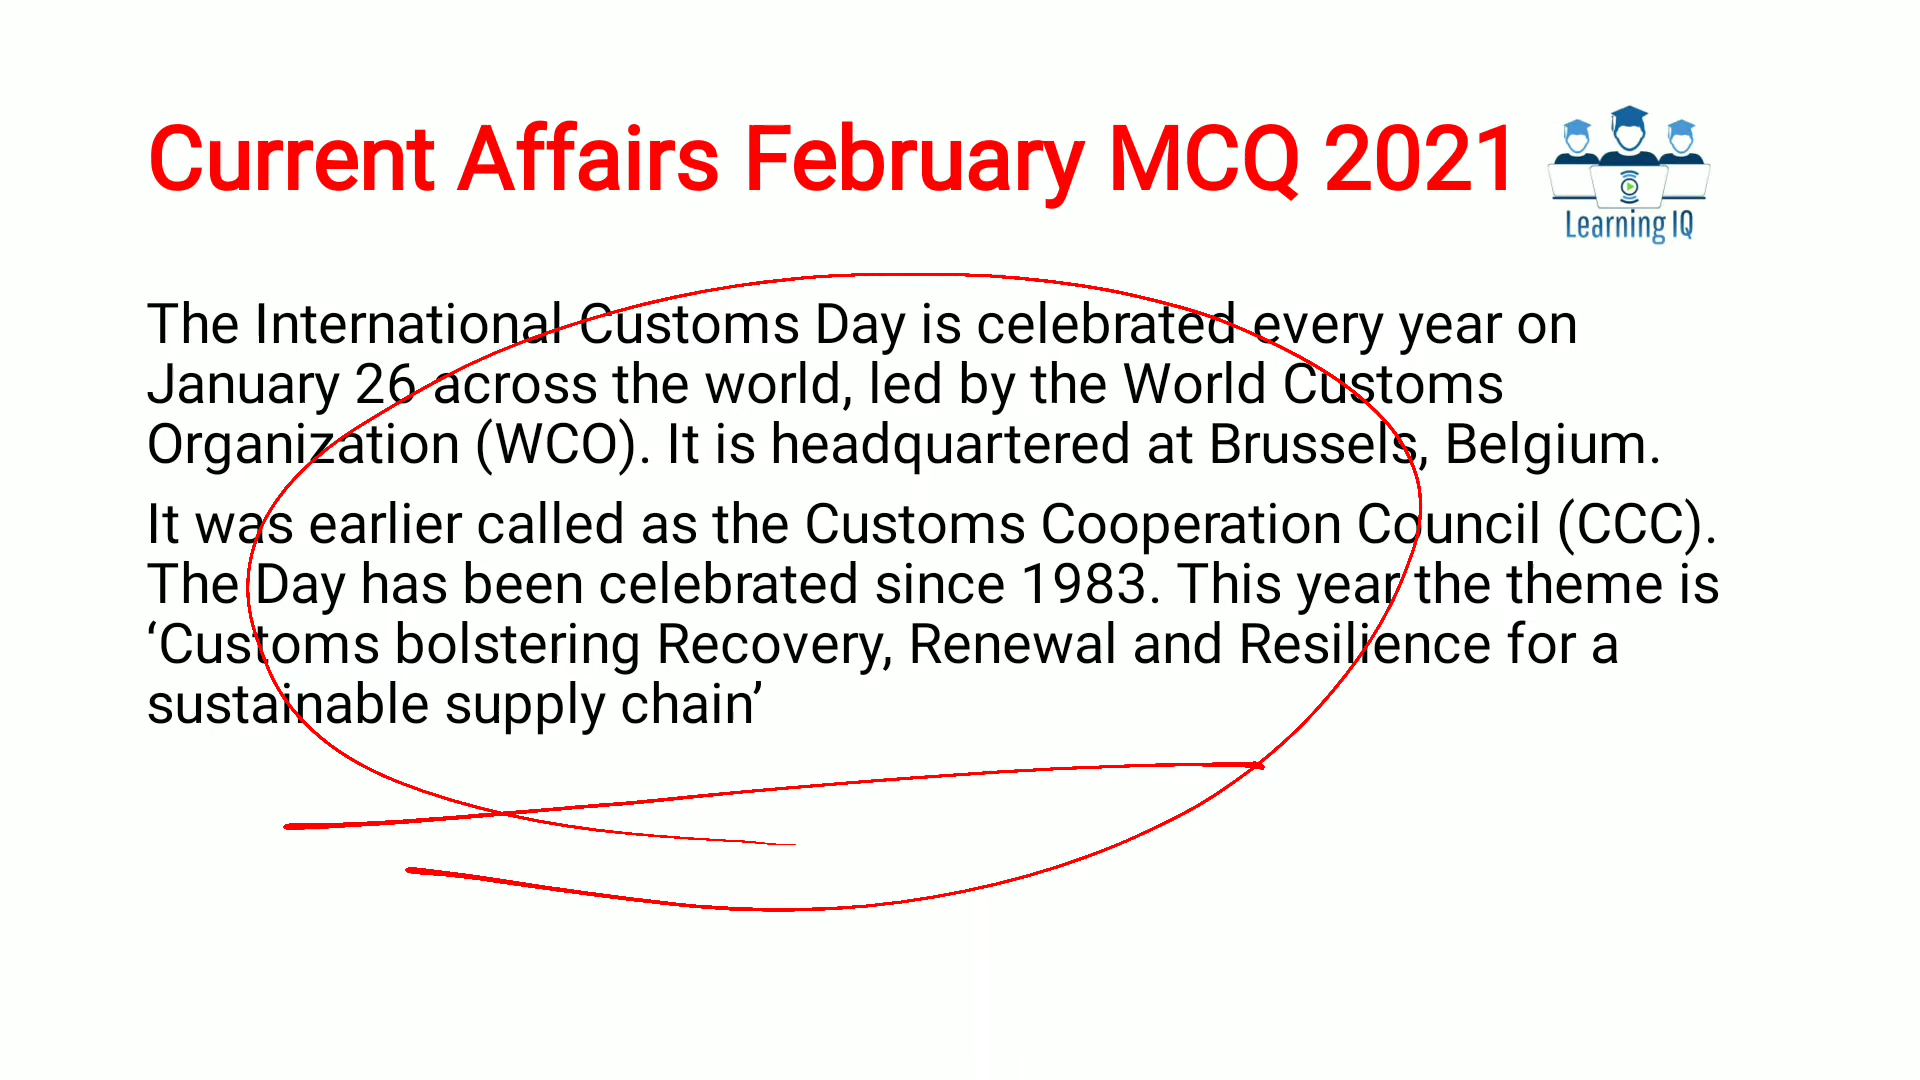 Current Affairs February MCQ 2021
Learning IQ
The International Customs Day is celebrated every year on
January 26 across the world, led by the World Customs
Organization (WCO). It is headquartered at Brussels, Belgium.
It was earlier called as the Customs Cooperation Council (CCC).
The Day has been celebrated since 1983. This year the theme is
‘Customs bolstering Recovery, Renewal and Resilience for a
sustainable supply chain’